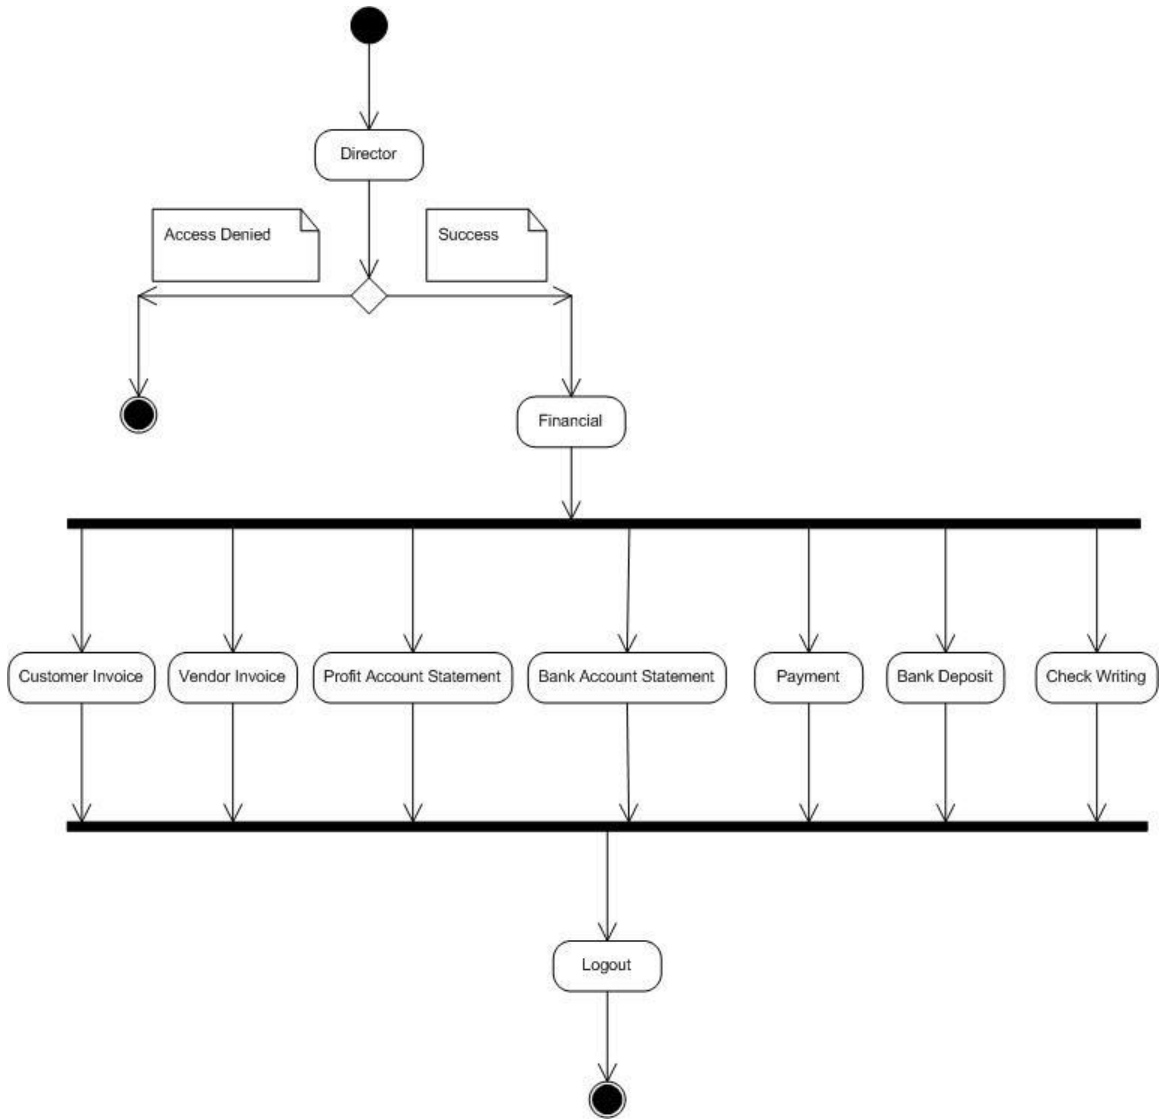 Director
Access Denied
Success
Financial
Customer Invoice
Vendor Invoice
Profit Account Statement
Bank Account Statement
Payment
Bank Deposit
Check Writing
Logout